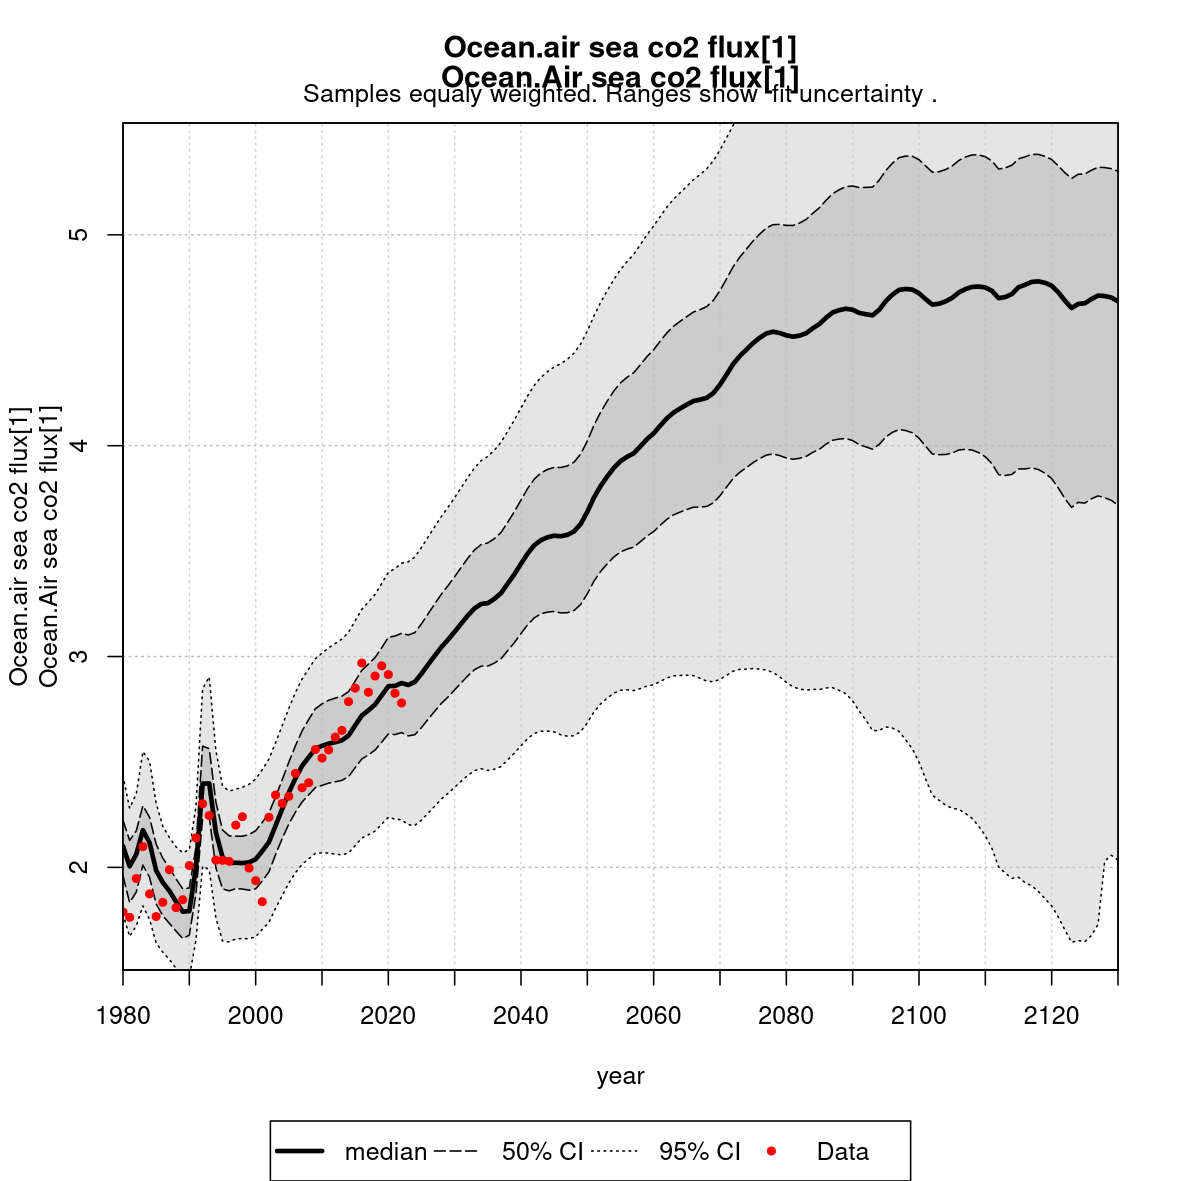 Ocean.air sea co2 flux[1]
Ocean.Air sea co2 flux[1]
Samples equaly weighted. Ranges show  fit uncertainty .
Ocean.air sea co2 flux[1]
Ocean.Air sea co2 flux[1]
5
4
3
2
1980 2000 2020 2040 2060 2080 2100 2120
year
median 50% CI 95% CI Data